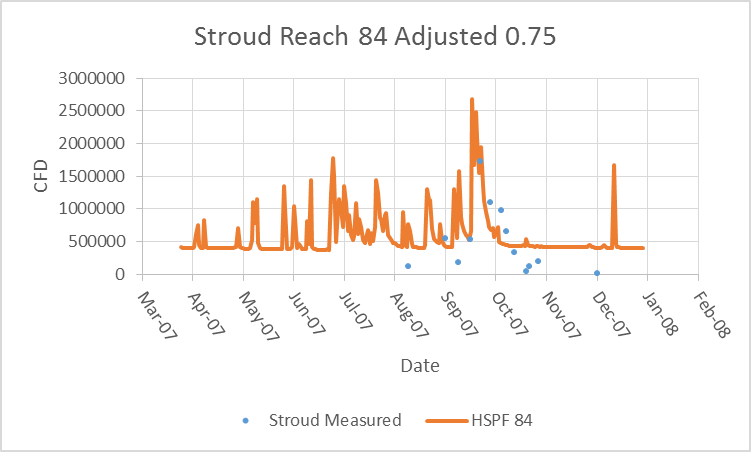 Stroud Reach 84 Adjusted 0.75
3000000
2500000
2000000
1500000
1000000
500000
0
CFD
Mar-07
Apr-07
May-07
Jun-07
Jul-07
Aug-07
Sep-07
Oct-07
Nov-07
Dec-07
Jan-08
Feb-08
Date
Stroud Measured
HSPF 84